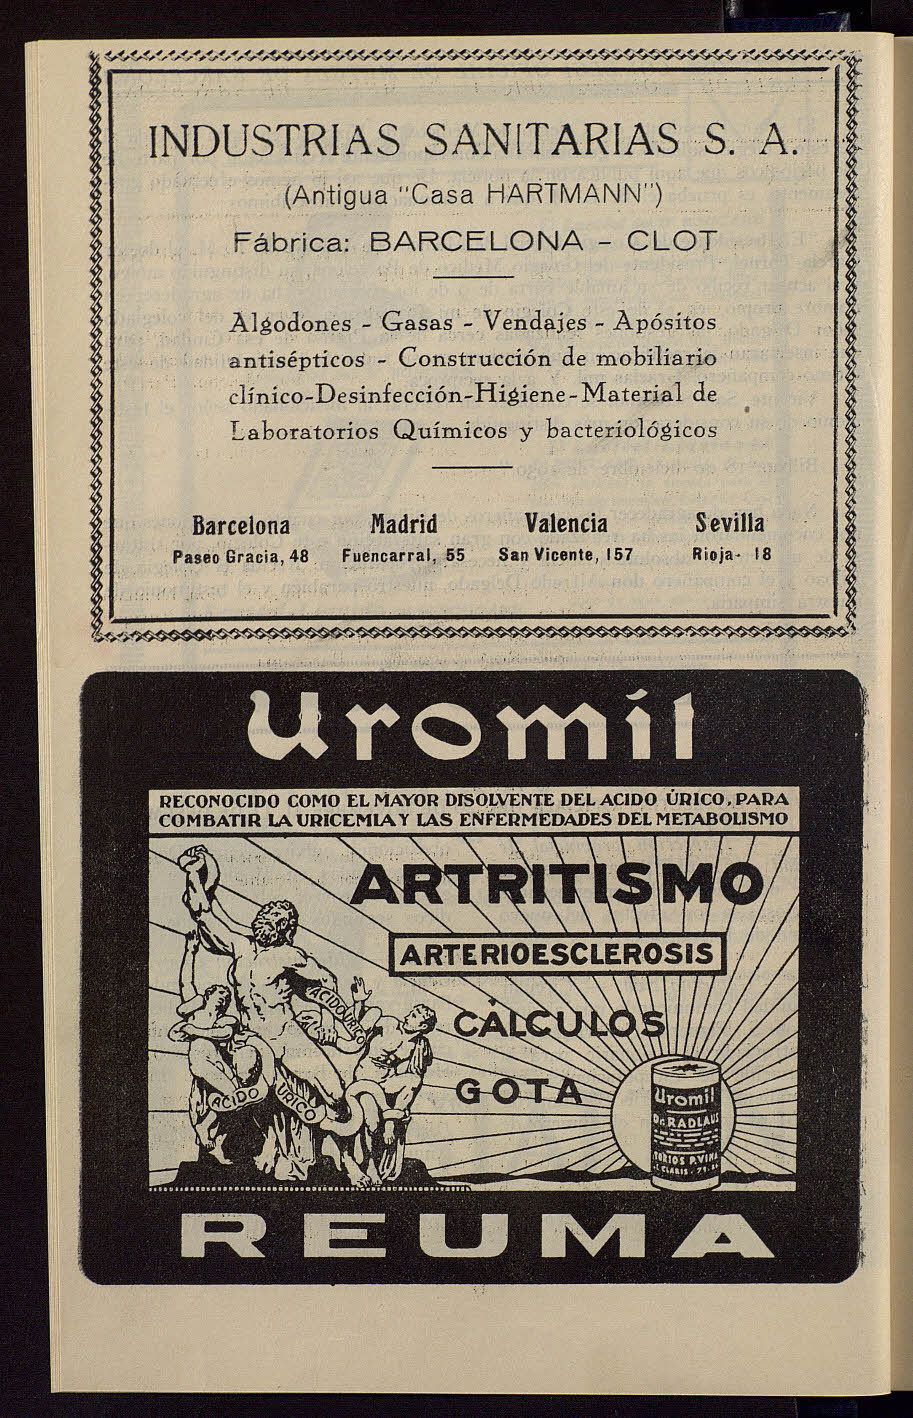 INDUSTRIAS SANITARIAS S. A.
(Antigua "Casa HARTMANN")
Fábrica: BARCELONA - CLOT
Algodones - Gasas - Vendajes - Apósitos
antisépticos - Construcción de mobiliario
clínico-Desinfección-Higiene-Material de
Laboratorios Químicos y bacteriológicos
Barcelona Madrid Valencia Sevilla
Paseo Gracia, 48 Fuencarral, 55 San Vicente, 157 Rioja- 18
Uromil
RECONOCIDO COMO EL MAYOR DISOLVENTE DEL ACIDO ÚRICO, PARA
COMBATIR LA URICEMIA Y LAS ENFERMEDADES DEL METABOLISMO
ARTRITISMO
ARTERIOESCLEROSIS
ACIDO URICO
CÁLCULOS
GOTA
ACIDO URICO
Uromil
Dr. RADLAUS
REUMA